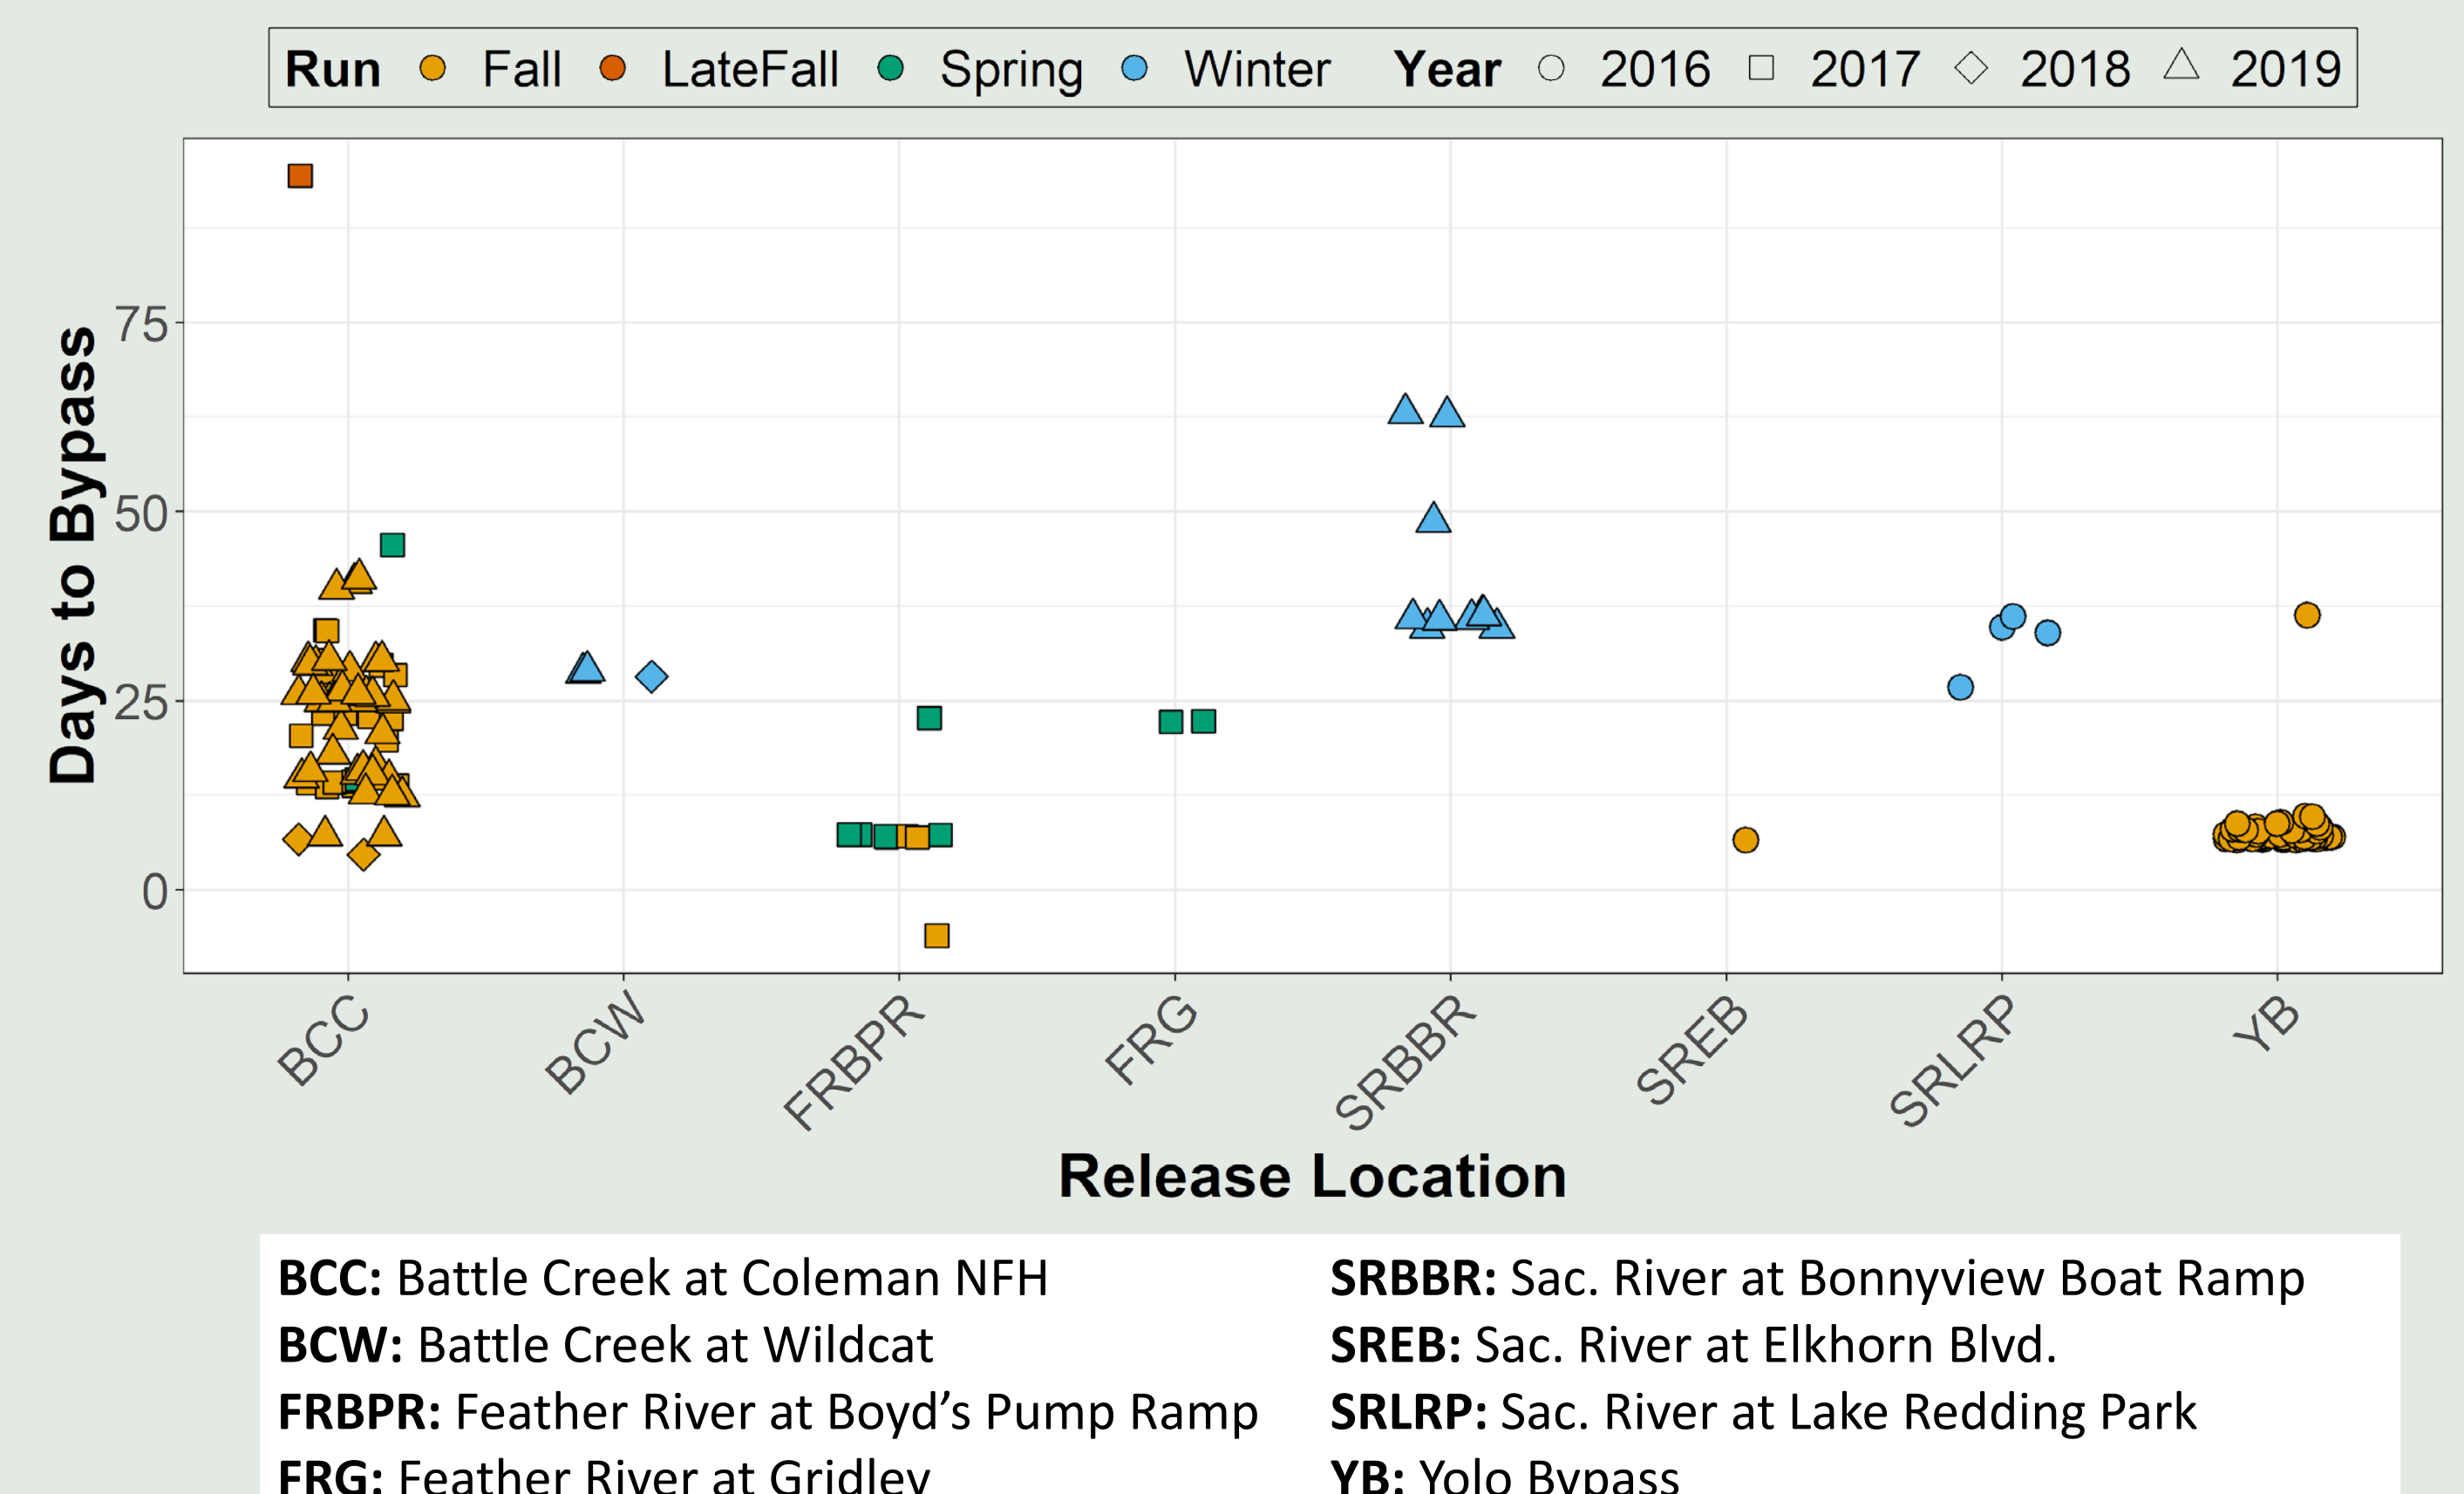 Run Fall LateFall Spring Winter Year 2016 2017 2018 2019
Days to Bypass
75
50
25
0
BCC
BCW
FRBPR
FRG
SRBBR
SREB
SRLRP
YB
Release Location
BCC: Battle Creek at Coleman NFH
BCW: Battle Creek at Wildcat
FRBPR: Feather River at Boyd’s Pump Ramp
FRG: Feather River at Gridley
SRBBR: Sac. River at Bonnyview Boat Ramp
SREB: Sac. River at Elkhorn Blvd.
SRLRP: Sac. River at Lake Redding Park
YB: Yolo Bypass